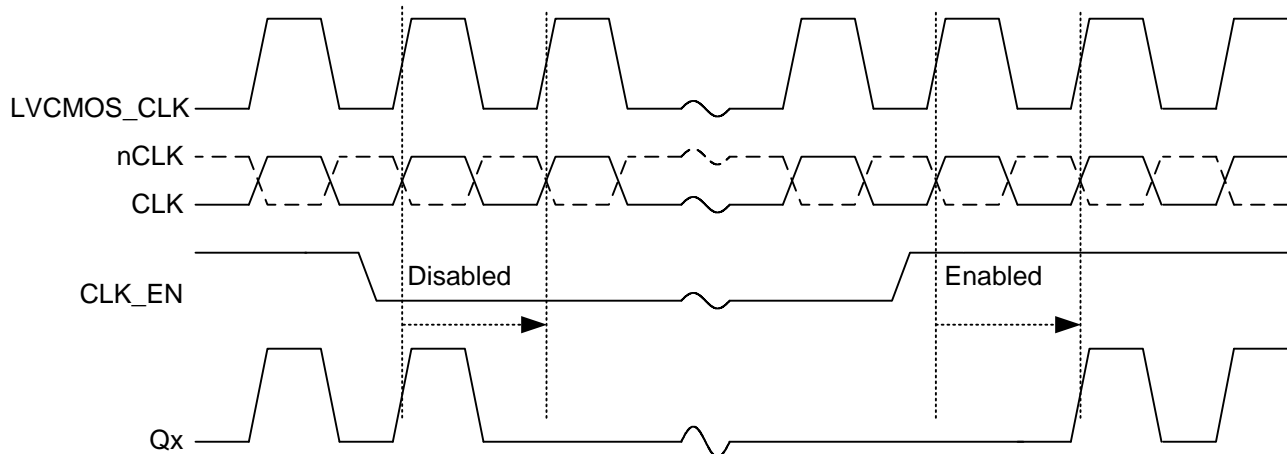 LVCMOS_CLK
nCLK
CLK
CLK_EN
Disabled
Enabled
Qx